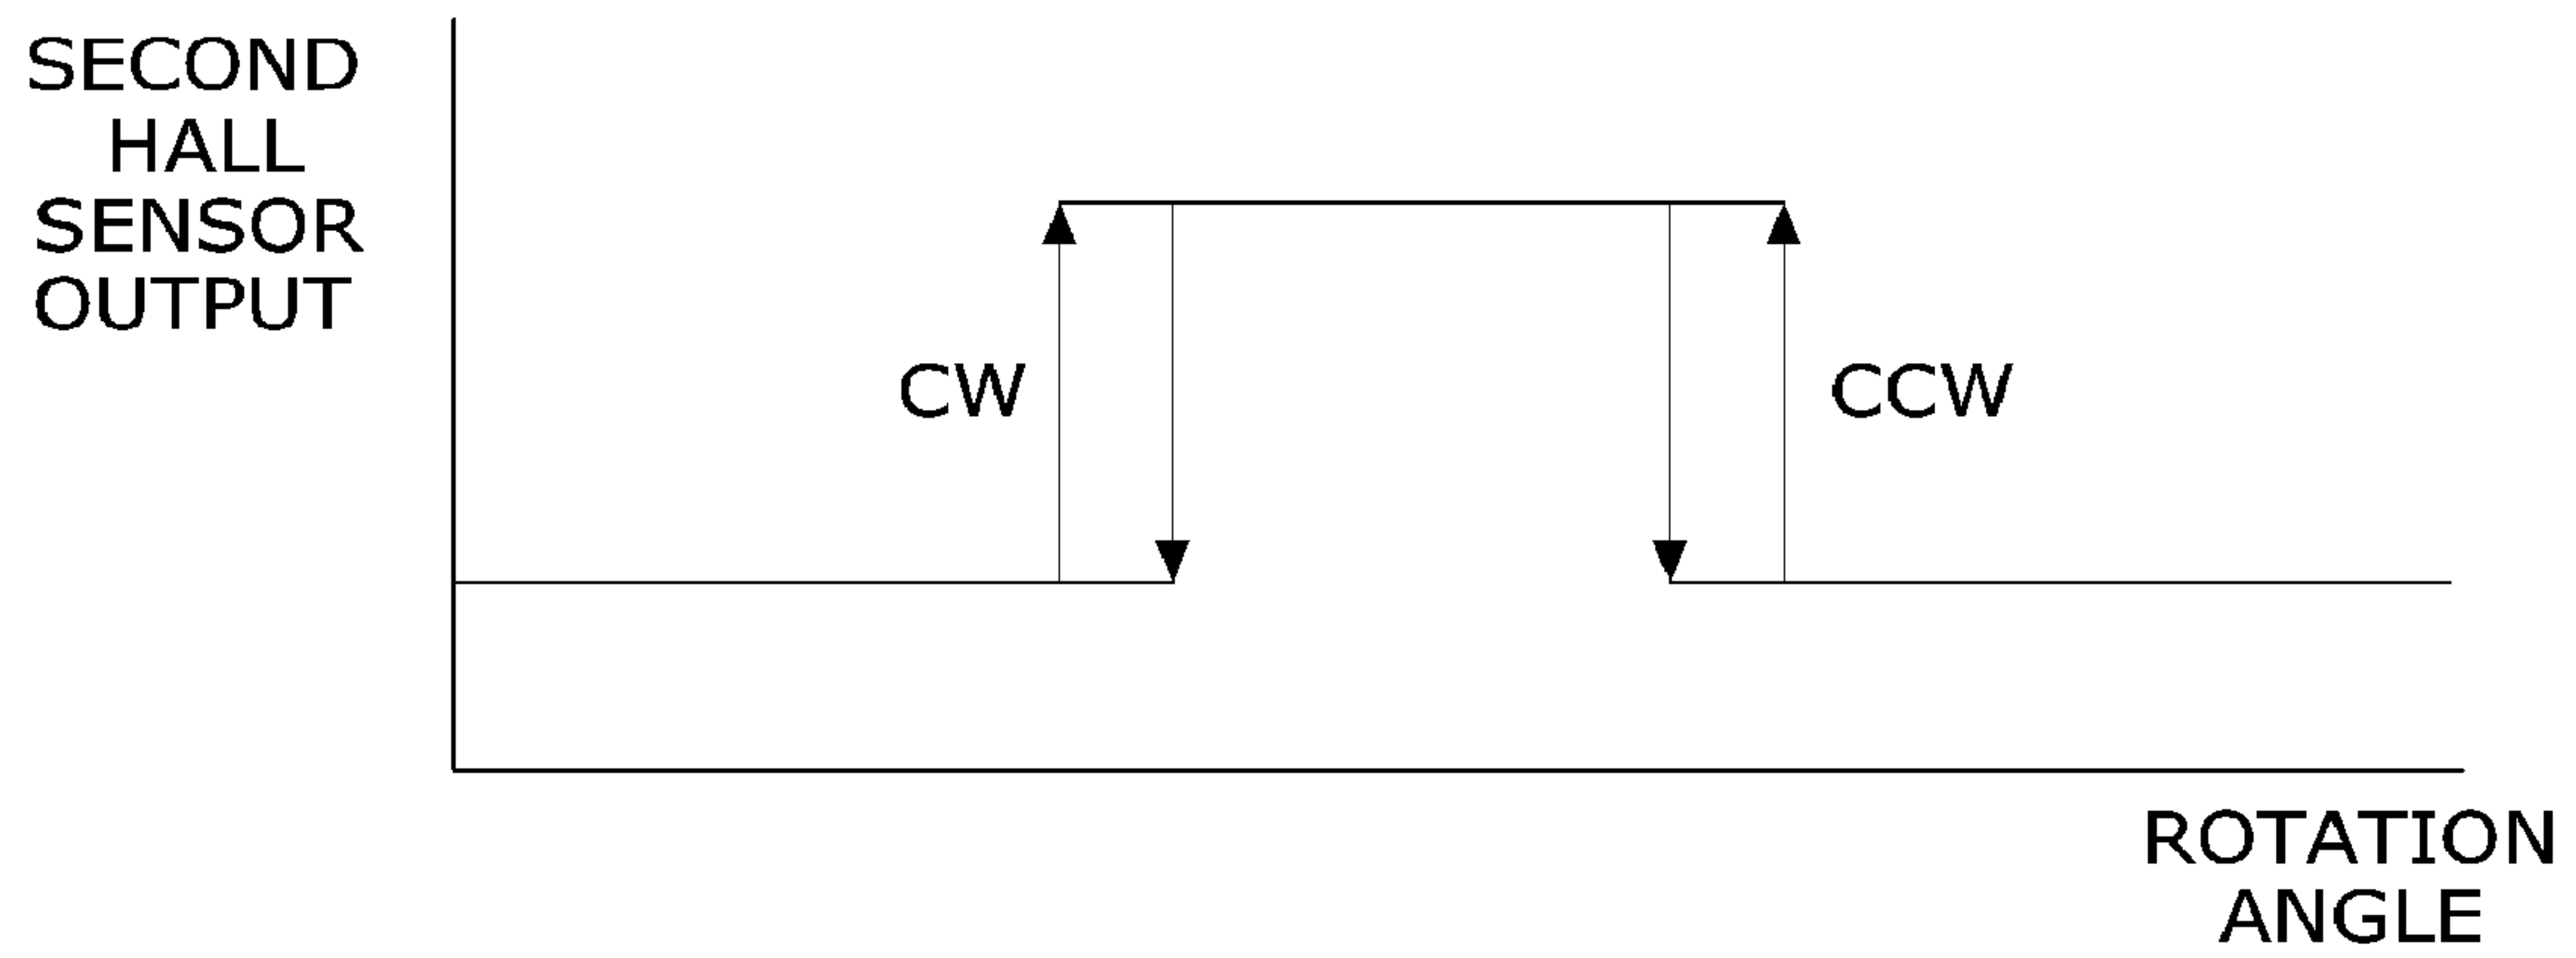 SECOND
HALL
SENSOR
OUTPUT
CW
CCW
ROTATION
ANGLE